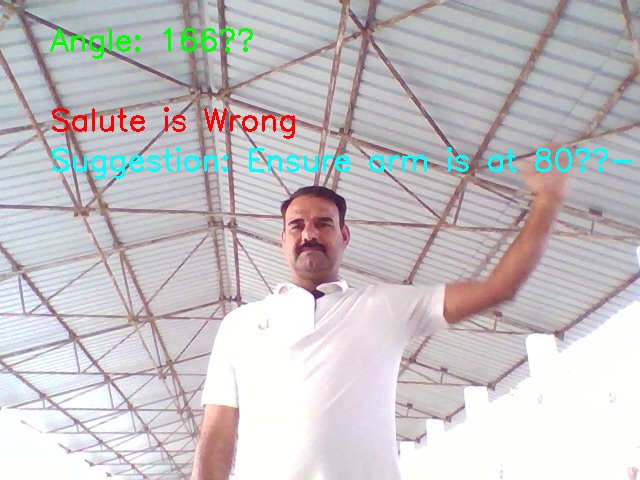 Angle: 166??
Salute is Wrong
Suggestion: Ensure arm is at 80??-